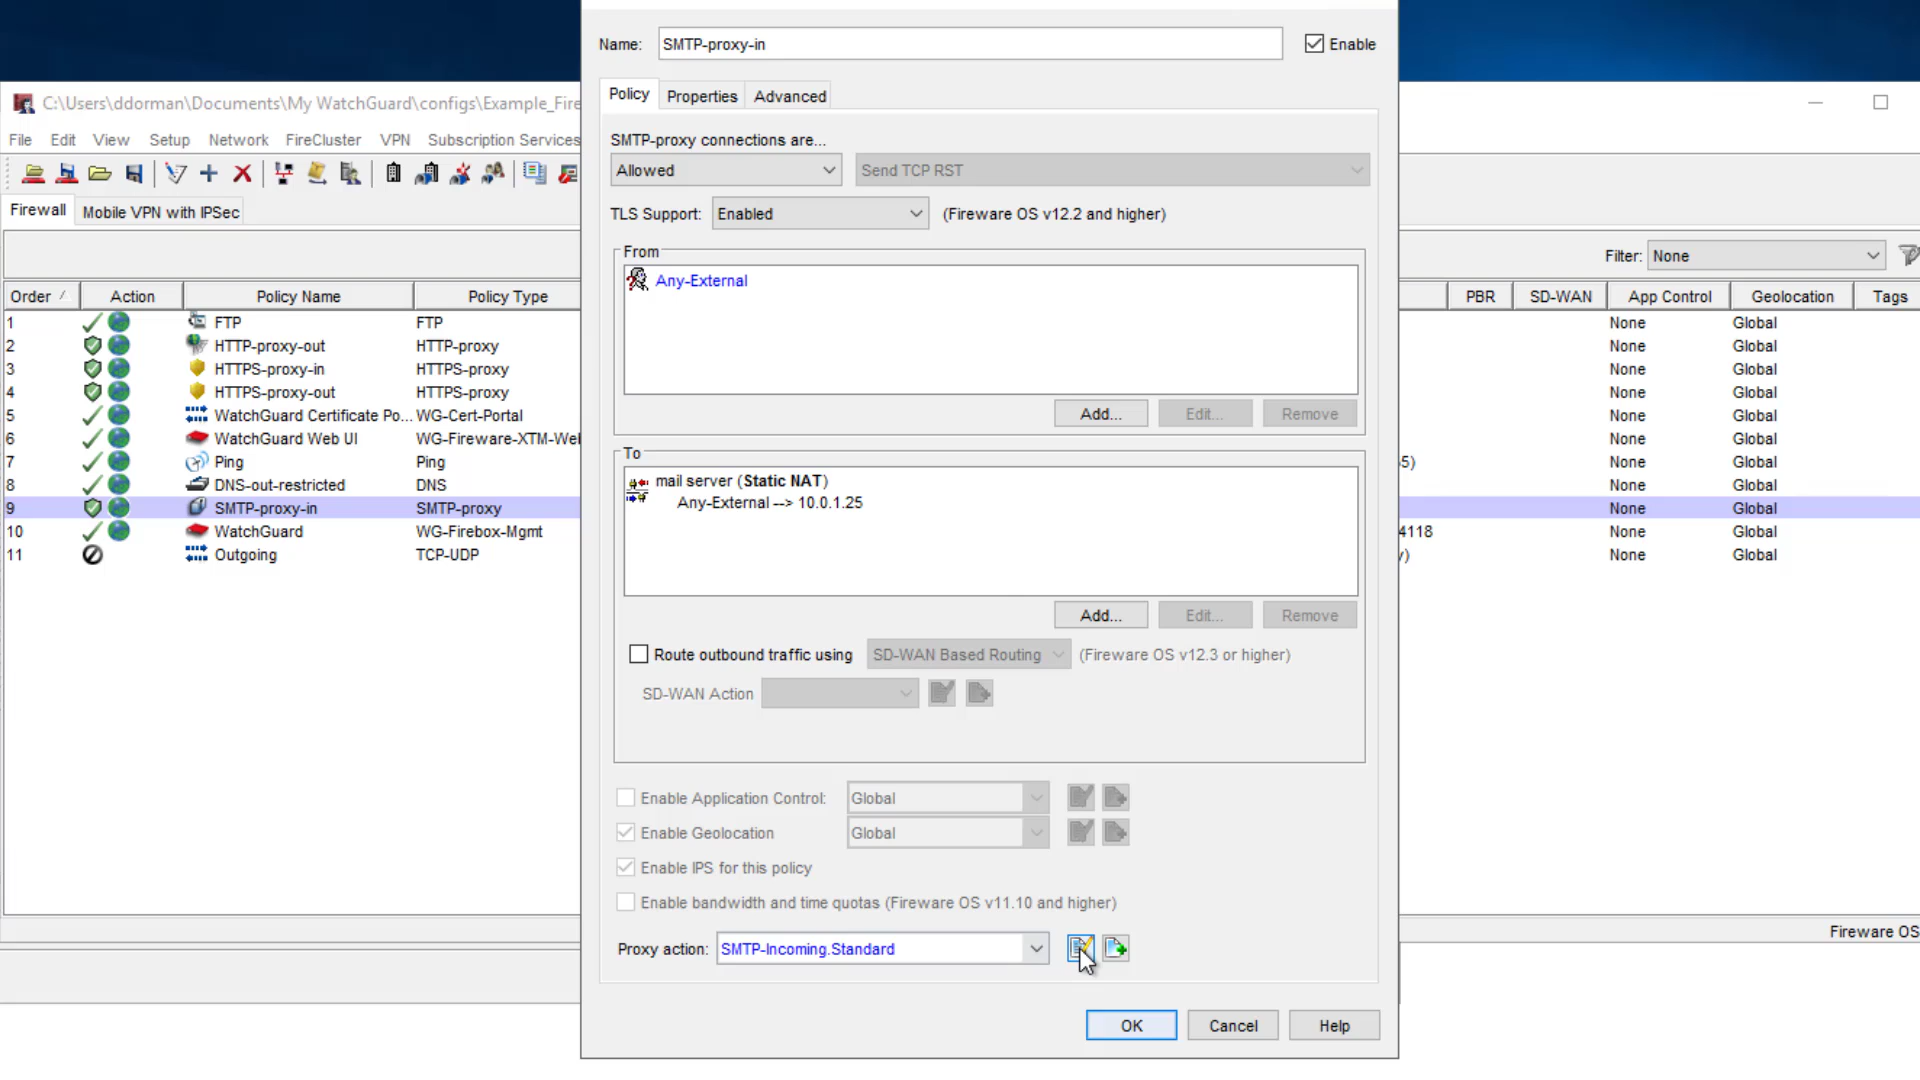 Name: SMTP-proxy-in Enable
C:\Users\ddorman\Documents\My WatchGuard\configs\Example_Fire
File Edit View Setup Network FireCluster VPN Subscription Services
Firewall Mobile VPN with IPSec
Policy Properties Advanced
SMTP-proxy connections are...
Allowed Send TCP RST
TLS Support: Enabled (Fireware OS v12.2 and higher)
From
Any-External
Add... Edit... Remove
To
mail server (Static NAT)
Any-External --> 10.0.1.25
Add... Edit... Remove
Route outbound traffic using SD-WAN Based Routing (Fireware OS v12.3 or higher)
SD-WAN Action
Enable Application Control: Global
Enable Geolocation Global
Enable IPS for this policy
Enable bandwidth and time quotas (Fireware OS v11.10 and higher)
Proxy action: SMTP-Incoming.Standard
OK Cancel Help
Filter: None
Order Action Policy Name Policy Type PBR SD-WAN App Control Geolocation Tags
1 FTP FTP None Global
2 HTTP-proxy-out HTTP-proxy None Global
3 HTTPS-proxy-in HTTPS-proxy None Global
4 HTTPS-proxy-out HTTPS-proxy None Global
5 WatchGuard Certificate Po... WG-Cert-Portal None Global
6 WatchGuard Web UI WG-Fireware-XTM-Wel None Global
7 Ping Ping 5) None Global
8 DNS-out-restricted DNS None Global
9 SMTP-proxy-in SMTP-proxy None Global
10 WatchGuard WG-Firebox-Mgmt 4118 None Global
11 Outgoing TCP-UDP None Global
Fireware OS